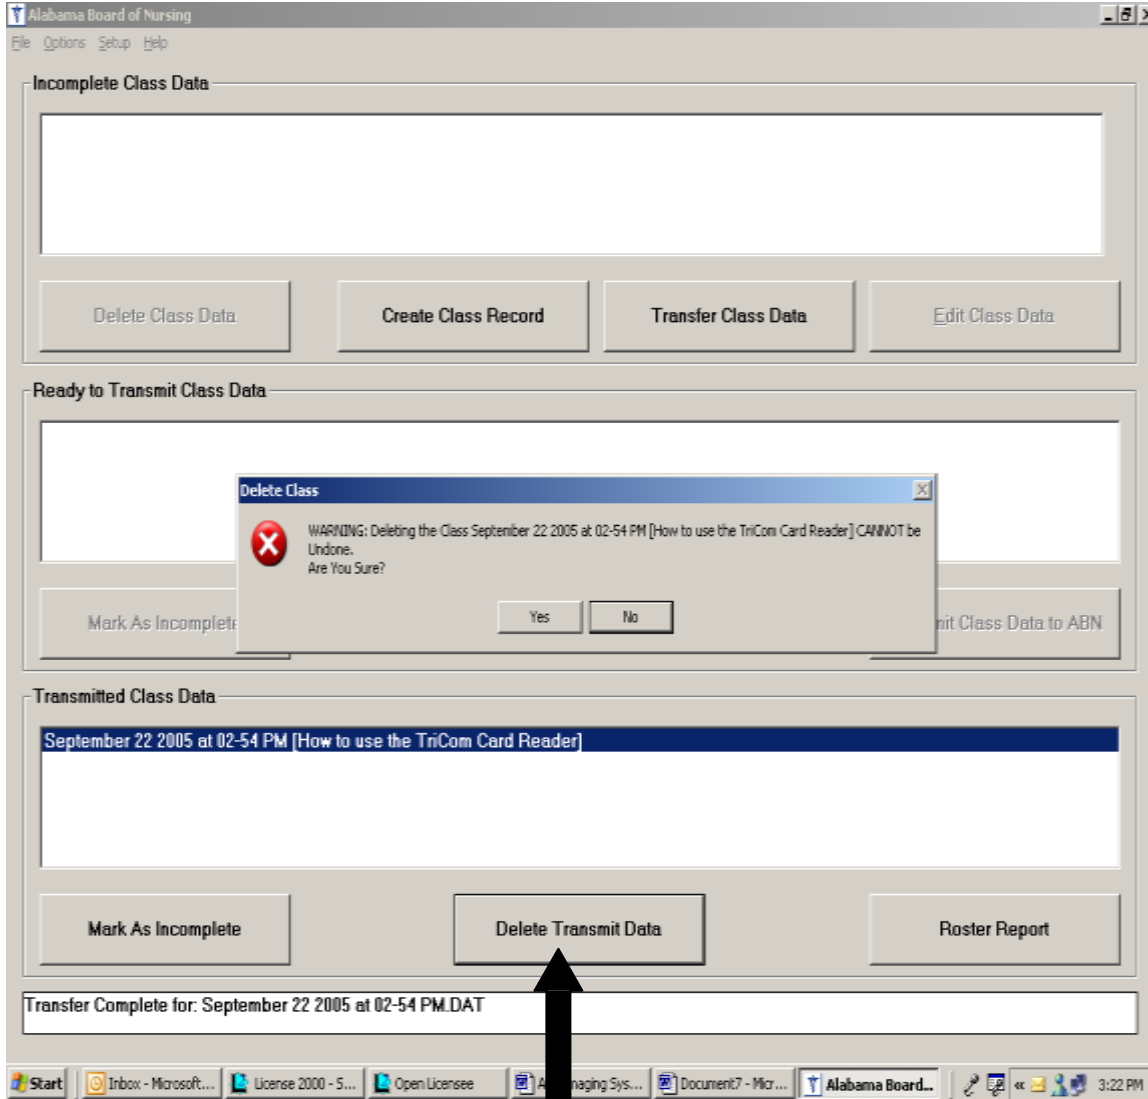 Alabama Board of Nursing
File Options Setup Help
Incomplete Class Data
Delete Class Data
Create Class Record
Transfer Class Data
Edit Class Data
Ready to Transmit Class Data
Delete Class
WARNING: Deleting the Class September 22 2005 at 02-54 PM [How to use the TriCom Card Reader] CANNOT be
Undone.
Are You Sure?
Yes
No
Mark As Incomplete
nit Class Data to ABN
Transmitted Class Data
September 22 2005 at 02-54 PM [How to use the TriCom Card Reader]
Mark As Incomplete
Delete Transmit Data
Roster Report
Transfer Complete for: September 22 2005 at 02-54 PM.DAT
Start
Inbox - Microsoft...
License 2000 - S...
Open Licensee
A naging Sys...
Document7 - Micr...
Alabama Board...
3:22 PM